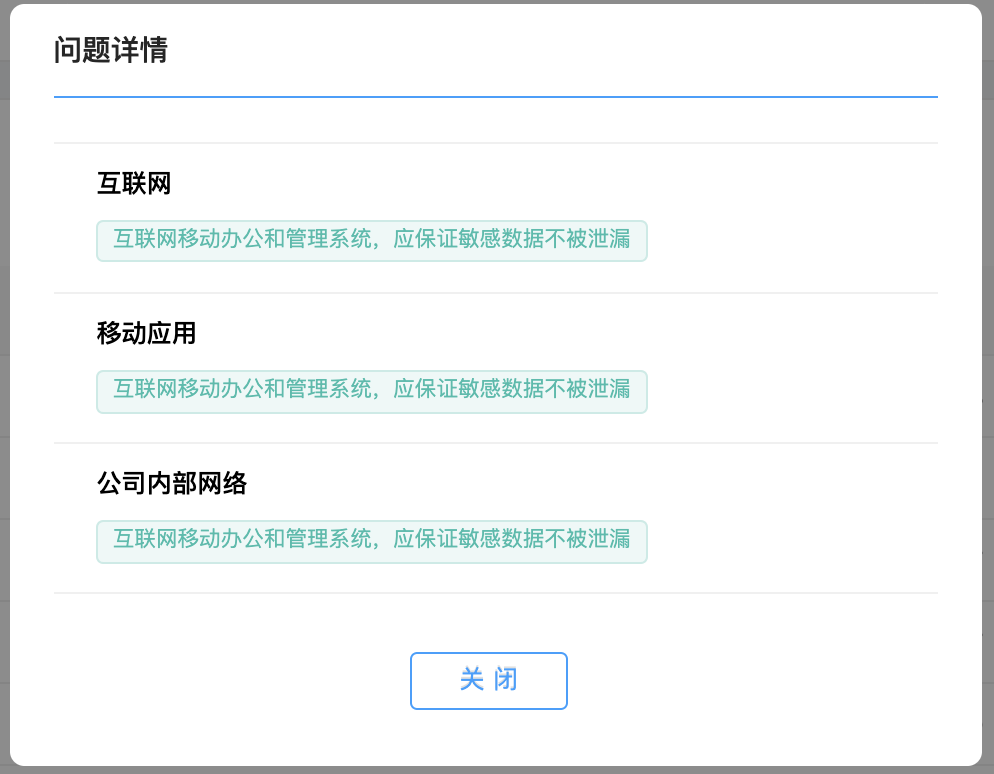 问题详情
互联网
互联网移动办公和管理系统，应保证敏感数据不被泄漏
移动应用
互联网移动办公和管理系统，应保证敏感数据不被泄漏
公司内部网络
互联网移动办公和管理系统，应保证敏感数据不被泄漏
关 闭